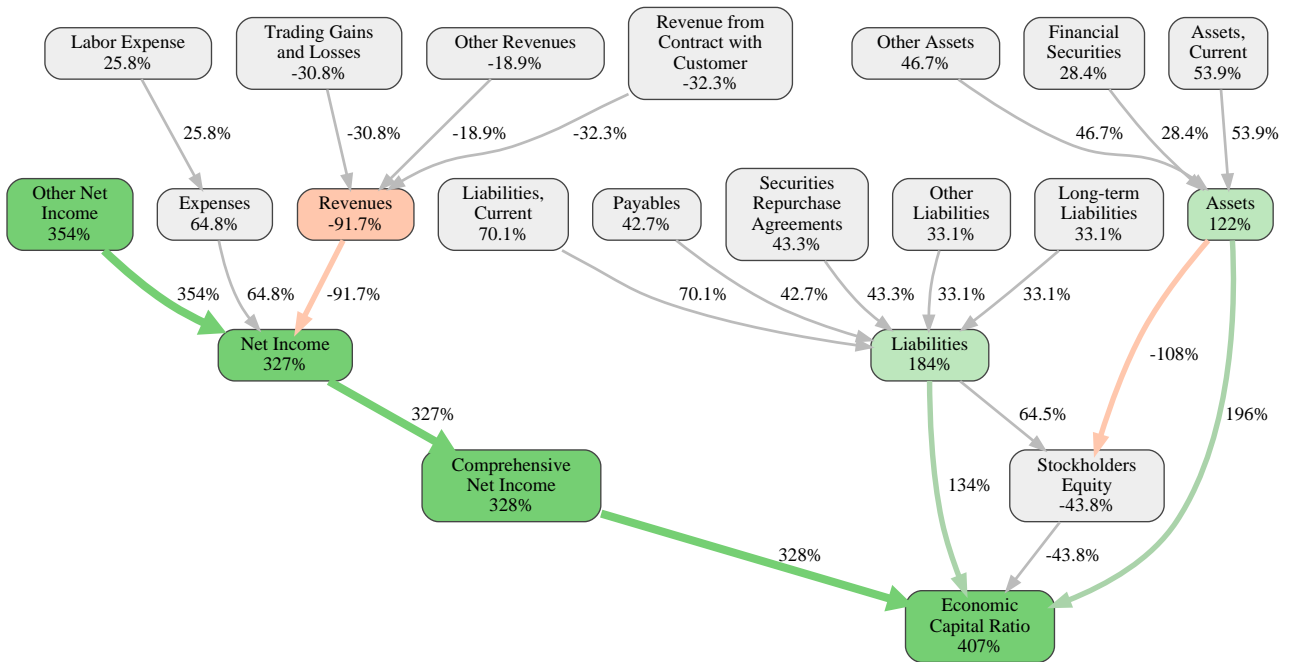 Labor Expense
25.8%
Trading Gains
and Losses
-30.8%
Other Revenues
-18.9%
Revenue from
Contract with
Customer
-32.3%
Other Assets
46.7%
Financial
Securities
28.4%
Assets,
Current
53.9%
25.8%
-30.8%
-18.9%
-32.3%
46.7%
28.4%
53.9%
Other Net
Income
354%
Expenses
64.8%
Revenues
-91.7%
Liabilities,
Current
70.1%
Payables
42.7%
Securities
Repurchase
Agreements
43.3%
Other
Liabilities
33.1%
Long-term
Liabilities
33.1%
Assets
122%
354%
64.8%
-91.7%
70.1%
42.7%
43.3%
33.1%
33.1%
Net Income
327%
Liabilities
184%
-108%
327%
64.5%
196%
Comprehensive
Net Income
328%
134%
Stockholders
Equity
-43.8%
328%
-43.8%
Economic
Capital Ratio
407%